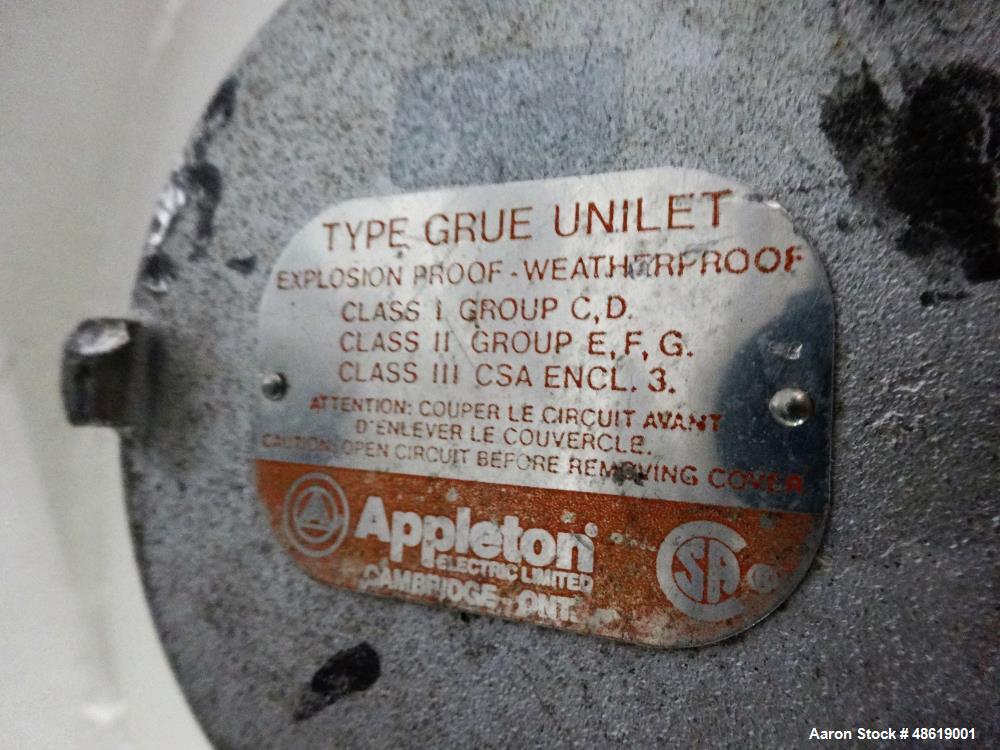 TYPE GRUE UNILET
EXPLOSION PROOF - WEATHERPROOF
CLASS I GROUP C, D.
CLASS II GROUP E, F, G.
CLASS III CSA ENCL. 3.
ATTENTION: COUPER LE CIRCUIT AVANT
D'ENLEVER LE COUVERCLE.
CAUTION: OPEN CIRCUIT BEFORE REMOVING COVER
Appleton
ELECTRIC LIMITED
CAMBRIDGE - ONT.
CSA ®
Aaron Stock # 48619001